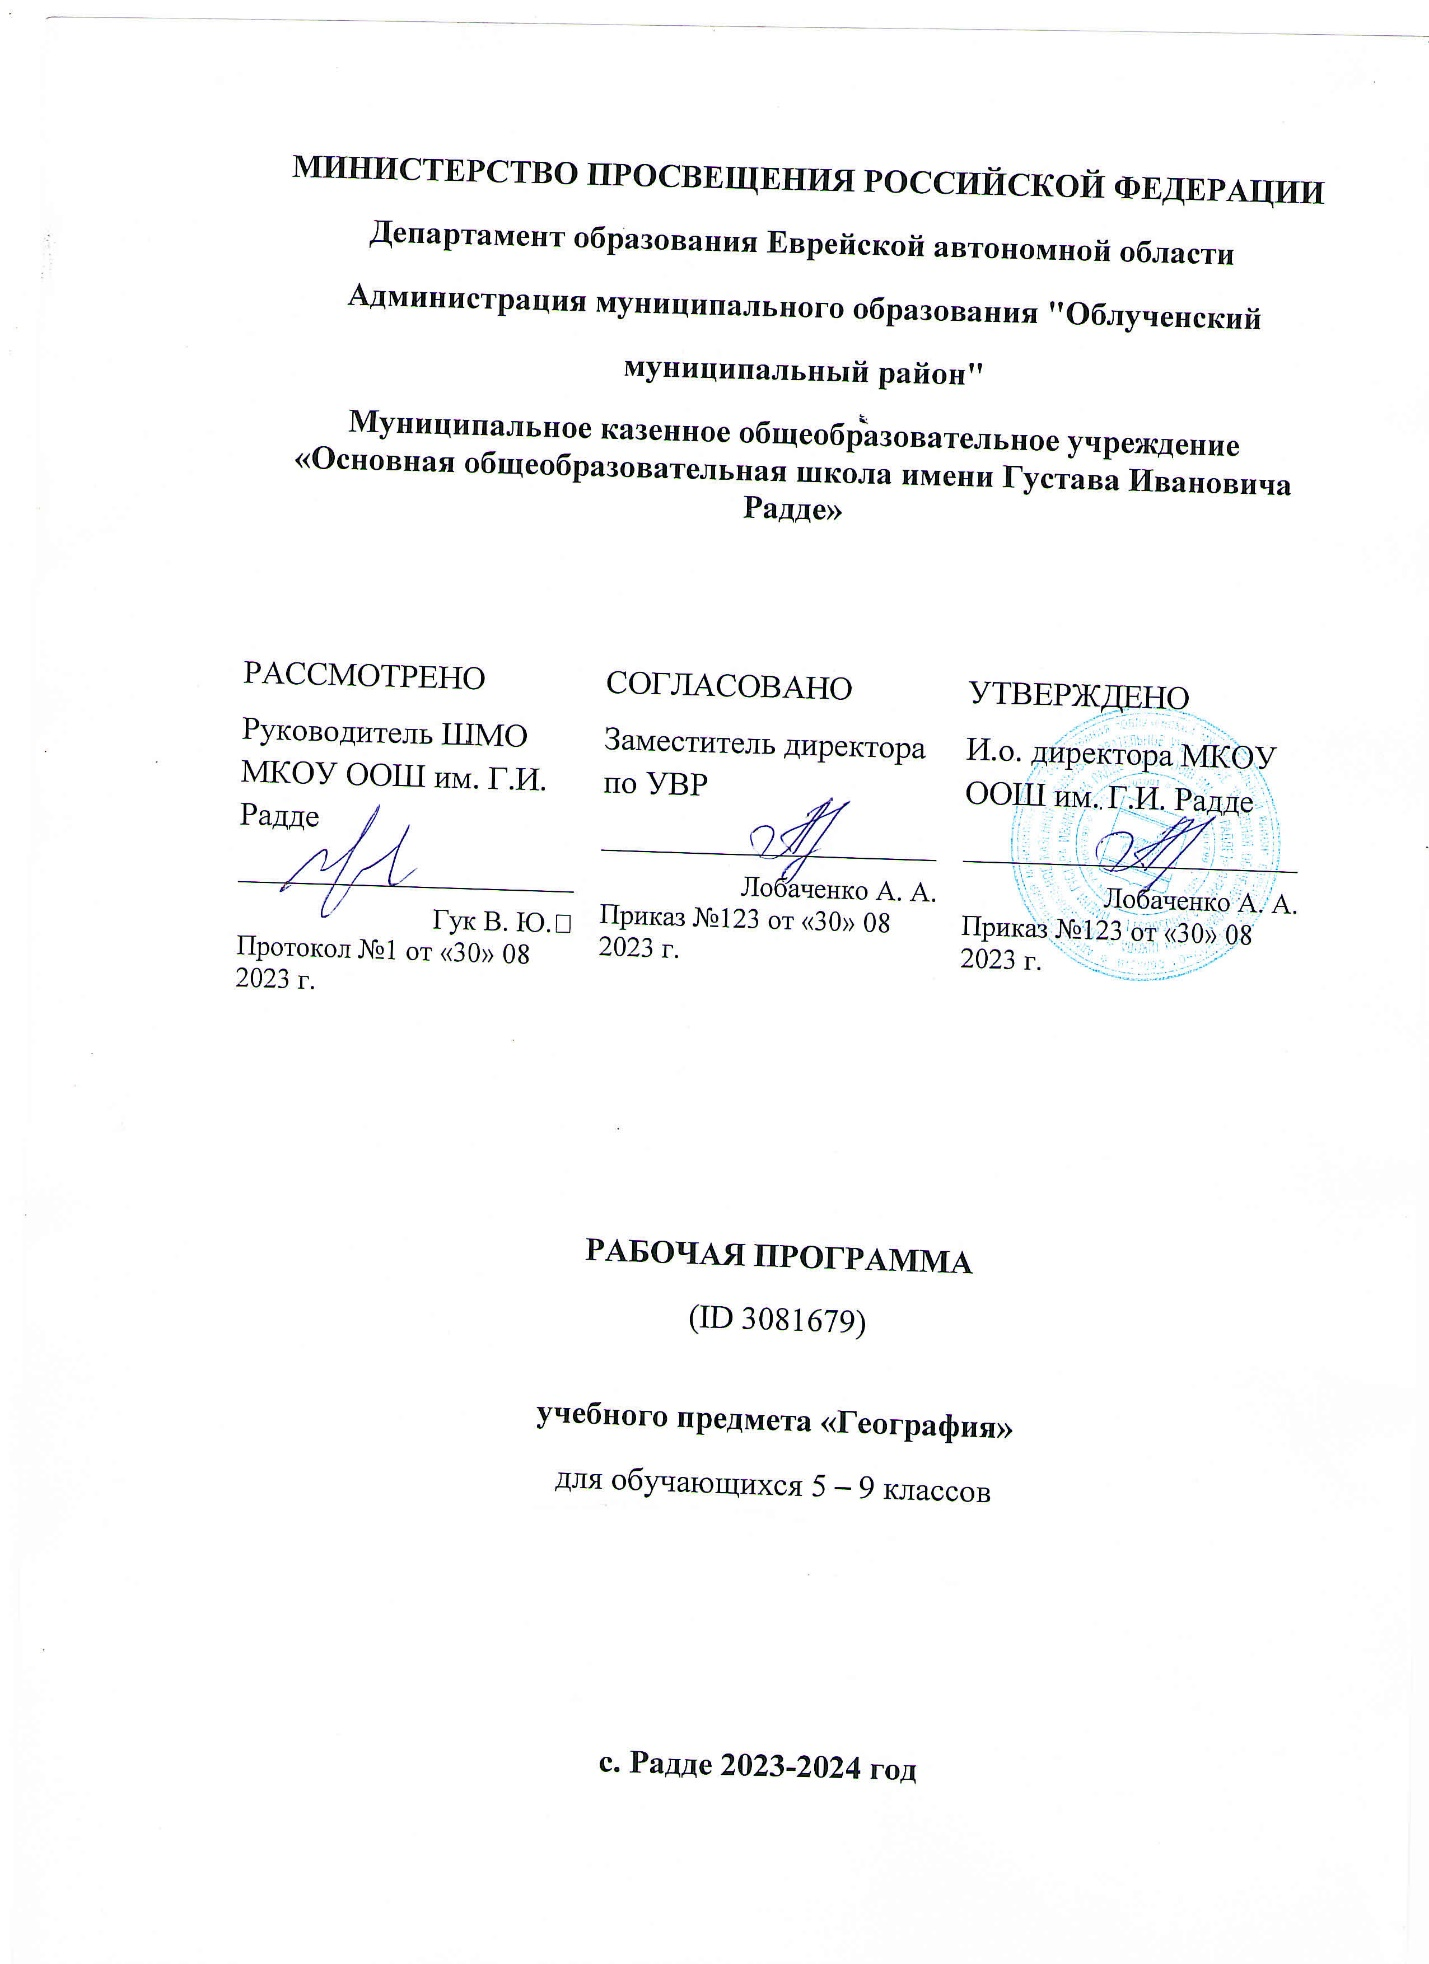 МИНИСТЕРСТВО ПРОСВЕЩЕНИЯ РОССИЙСКОЙ ФЕДЕРАЦИИ
Департамент образования Еврейской автономной области
Администрация муниципального образования "Облученский
муниципальный район"
Муниципальное казенное общеобразовательное учреждение
«Основная общеобразовательная школа имени Густава Ивановича
Радде»
РАССМОТРЕНО
Руководитель ШМО
МКОУ ООШ им. Г.И.
Радде
Гук В. Ю.
Протокол №1 от «30» 08
2023 г.
СОГЛАСОВАНО
Заместитель директора
по УВР
Лобаченко А. А.
Приказ №123 от «30» 08
2023 г.
УТВЕРЖДЕНО
И.о. директора МКОУ
ООШ им. Г.И. Радде
Лобаченко А. А.
Приказ №123 от «30» 08
2023 г.
РАБОЧАЯ ПРОГРАММА
(ID 3081679)
учебного предмета «География»
для обучающихся 5 – 9 классов
с. Радде 2023-2024 год